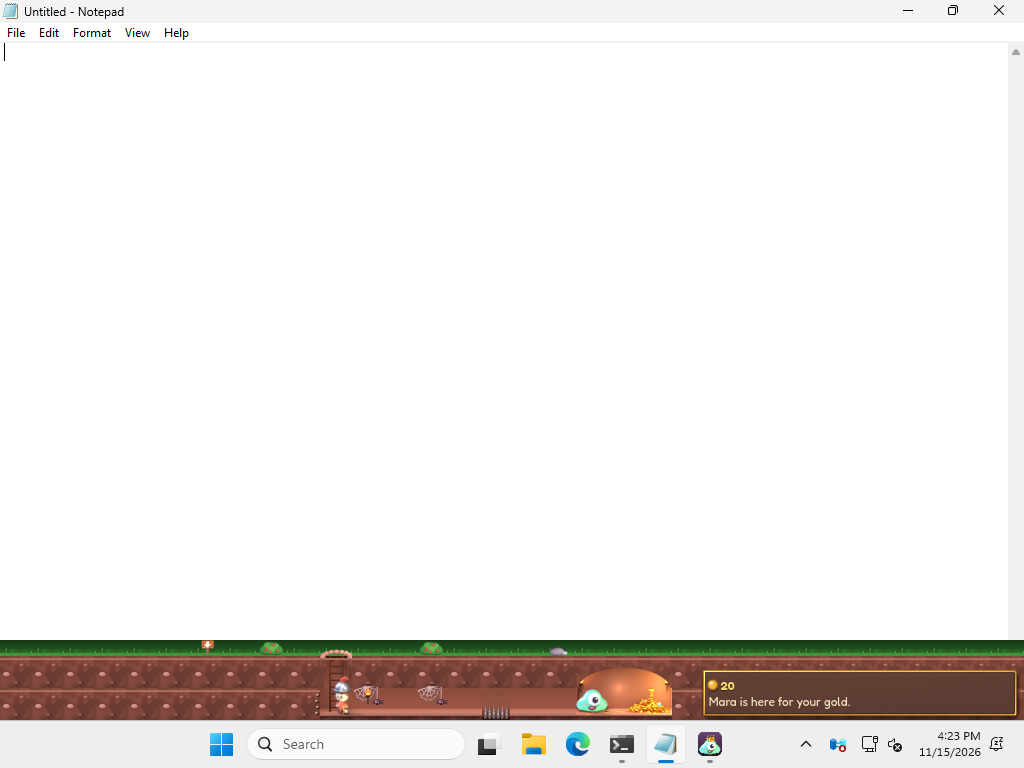 Untitled - Notepad
File Edit Format View Help
20
Mara is here for your gold.
Search
4:23 PM
11/15/2026